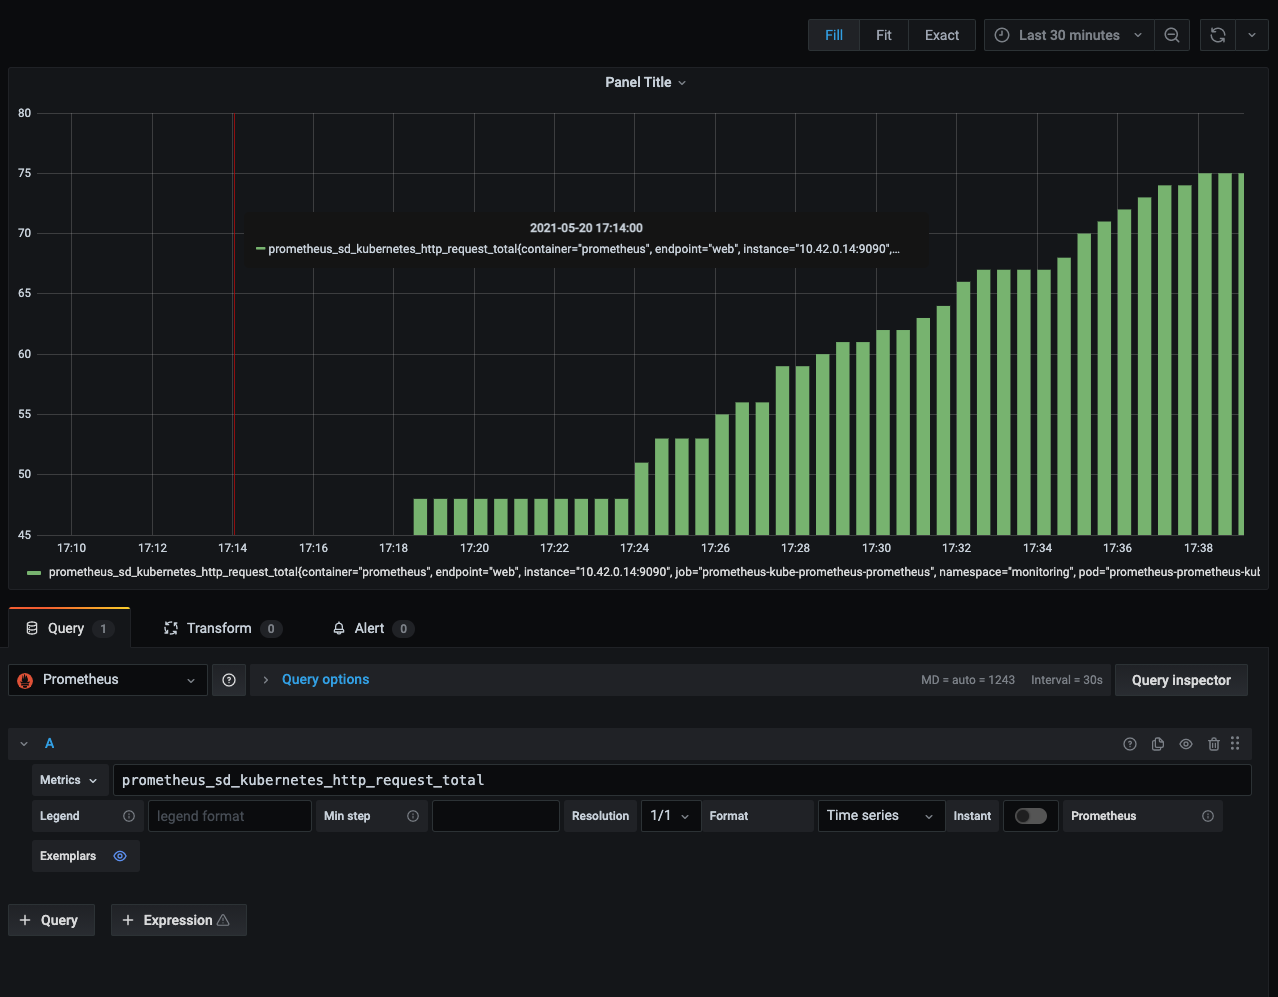 Fill Fit Exact Last 30 minutes
Panel Title
80
75
70
65
60
55
50
45
2021-05-20 17:14:00
prometheus_sd_kubernetes_http_request_total{container="prometheus", endpoint="web", instance="10.42.0.14:9090",...
17:10 17:12 17:14 17:16 17:18 17:20 17:22 17:24 17:26 17:28 17:30 17:32 17:34 17:36 17:38
prometheus_sd_kubernetes_http_request_total{container="prometheus", endpoint="web", instance="10.42.0.14:9090", job="prometheus-kube-prometheus-prometheus", namespace="monitoring", pod="prometheus-prometheus-kub
Query 1 Transform 0 Alert 0
Prometheus Query options MD = auto = 1243 Interval = 30s Query inspector
A
Metrics prometheus_sd_kubernetes_http_request_total
Legend legend format Min step Resolution 1/1 Format Time series Instant Prometheus
Exemplars
+ Query + Expression